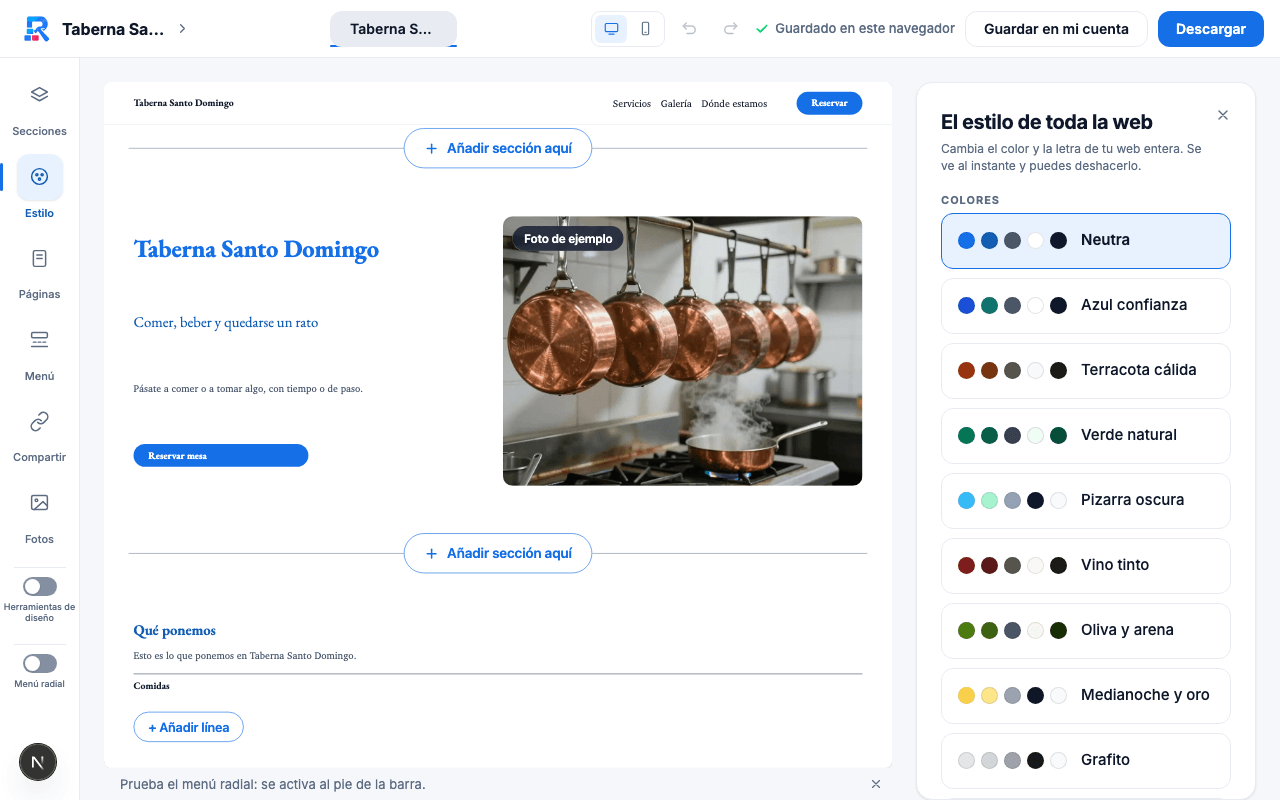 Taberna Sa...
Taberna S...
Guardado en este navegador
Guardar en mi cuenta
Descargar
Secciones
Estilo
Páginas
Menú
Compartir
Fotos
Herramientas de
diseño
Menú radial
N
Taberna Santo Domingo
Servicios Galería Dónde estamos
Reservar
+ Añadir sección aquí
Taberna Santo Domingo
Comer, beber y quedarse un rato
Pásate a comer o a tomar algo, con tiempo o de paso.
Reservar mesa
Foto de ejemplo
+ Añadir sección aquí
Qué ponemos
Esto es lo que ponemos en Taberna Santo Domingo.
Comidas
+ Añadir línea
Prueba el menú radial: se activa al pie de la barra.
El estilo de toda la web
Cambia el color y la letra de tu web entera. Se
ve al instante y puedes deshacerlo.
COLORES
Neutra
Azul confianza
Terracota cálida
Verde natural
Pizarra oscura
Vino tinto
Oliva y arena
Medianoche y oro
Grafito